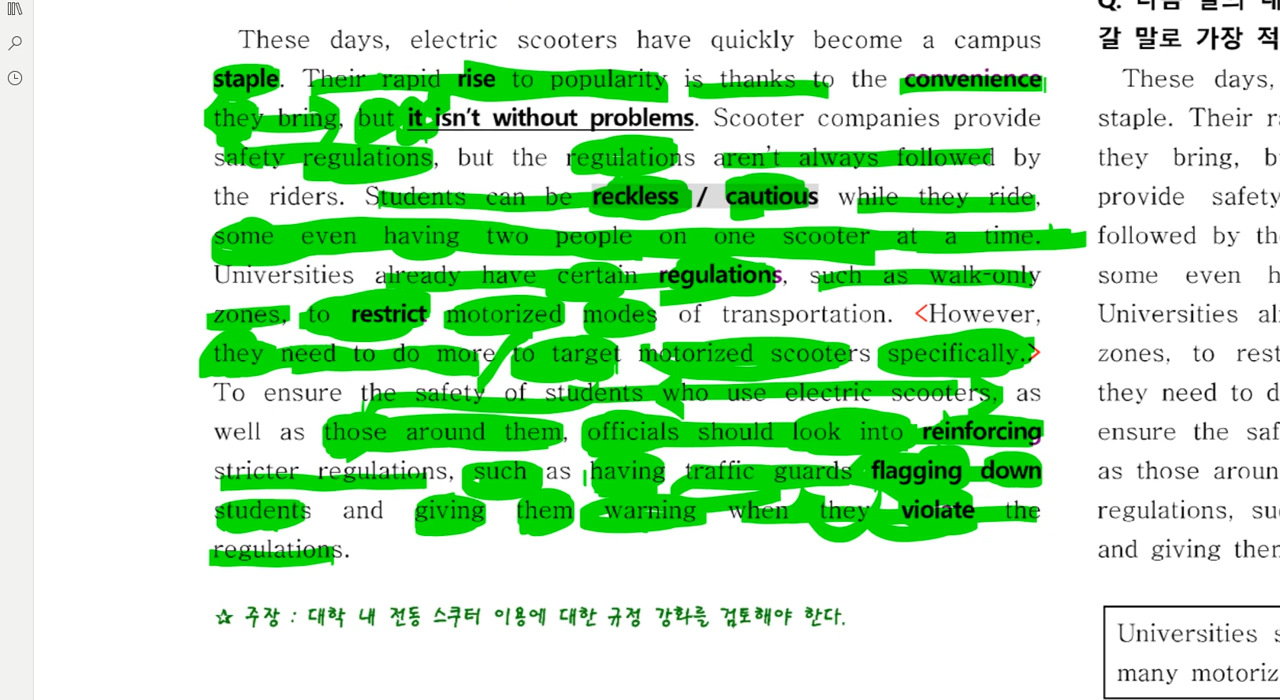 These days, electric scooters have quickly become a campus
staple. Their rapid rise to popularity is thanks to the convenience
they bring, but it isn't without problems. Scooter companies provide
safety regulations, but the regulations aren't always followed by
the riders. Students can be reckless / cautious while they ride,
some even having two people on one scooter at a time.
Universities already have certain regulations, such as walk-only
zones, to restrict motorized modes of transportation. <However,
they need to do more to target motorized scooters specifically.>
To ensure the safety of students who use electric scooters, as
well as those around them, officials should look into reinforcing
stricter regulations, such as having traffic guards flagging down
students and giving them warning when they violate the
regulations.
☆ 주장 : 대학 내 전동 스쿠터 이용에 대한 규정 강화를 검토해야 한다.
갈 말로 가장 적
These days,
staple. Their
they bring,
provide safety
followed by
some even
Universities
zones, to
they need to d
ensure the
as those
regulations,
and giving
Universities
many